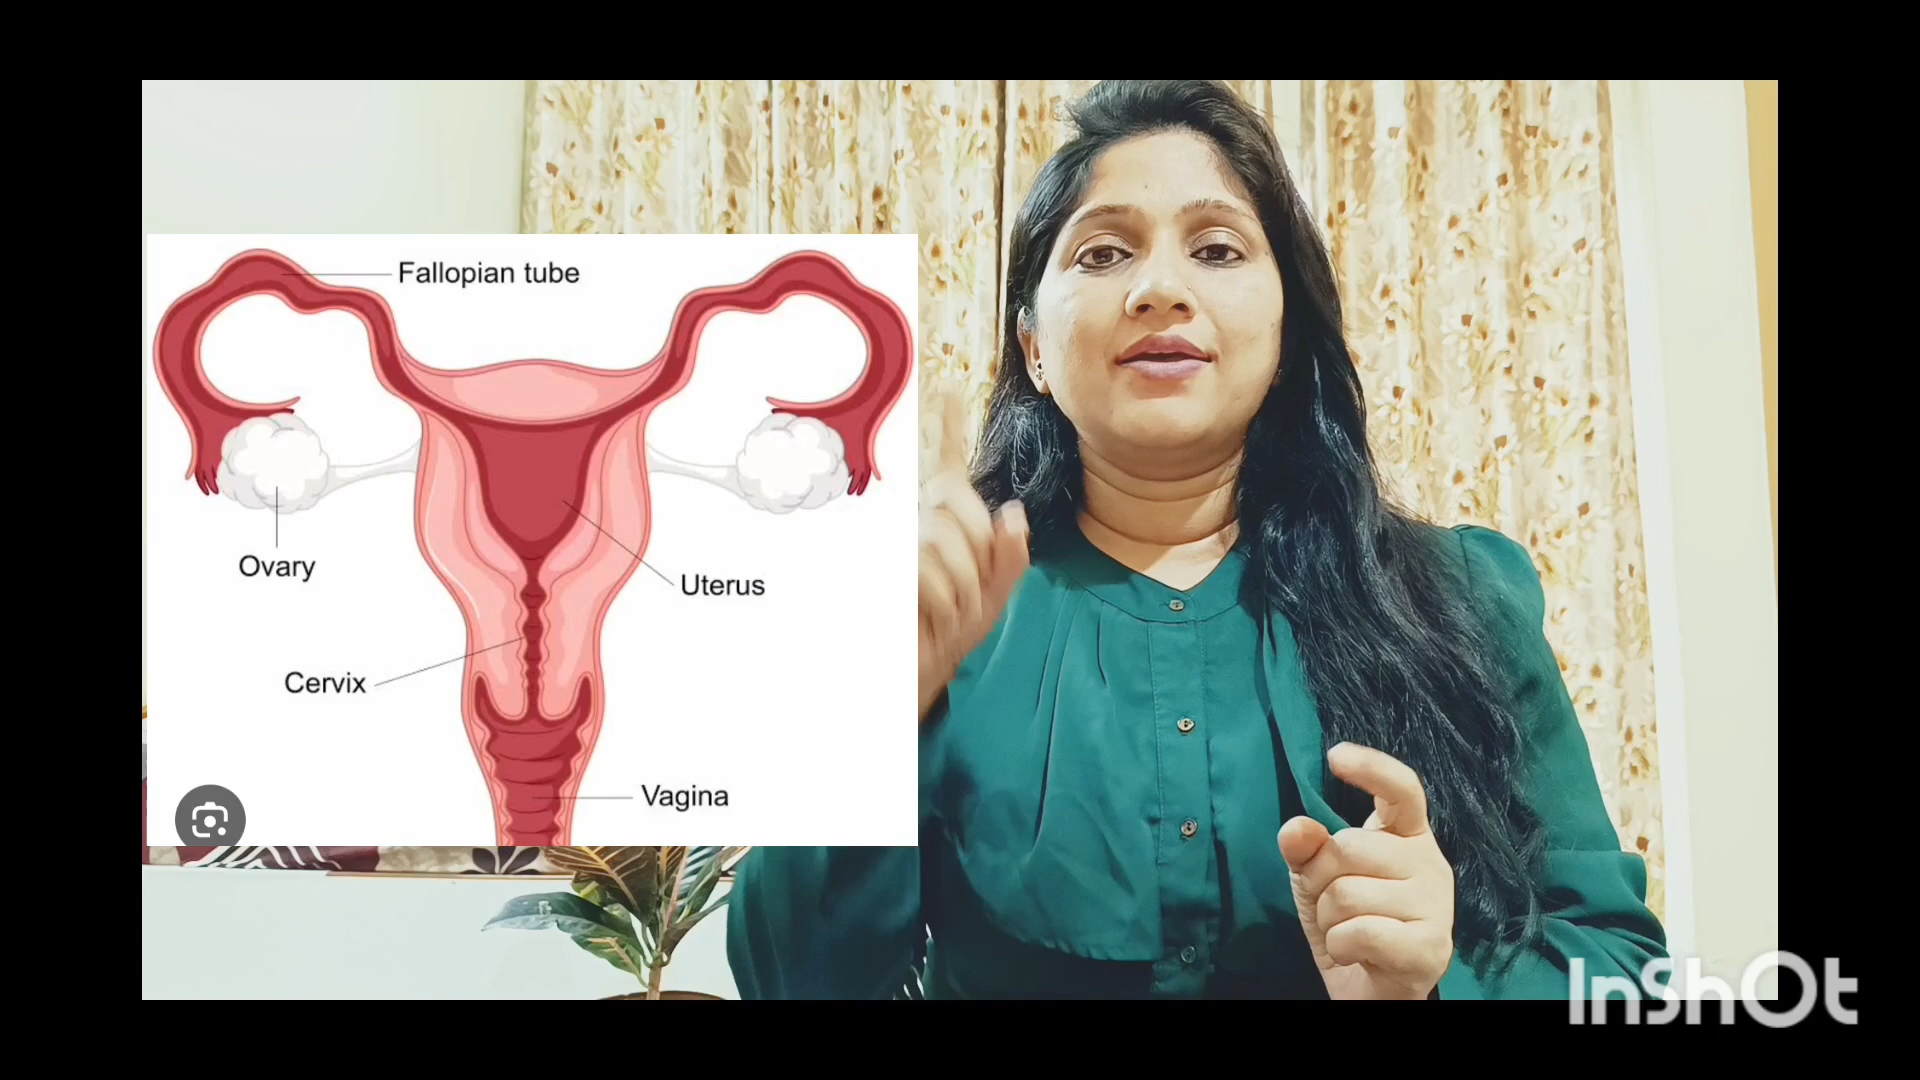 Fallopian tube
Ovary
Uterus
Cervix
Vagina
InShOt